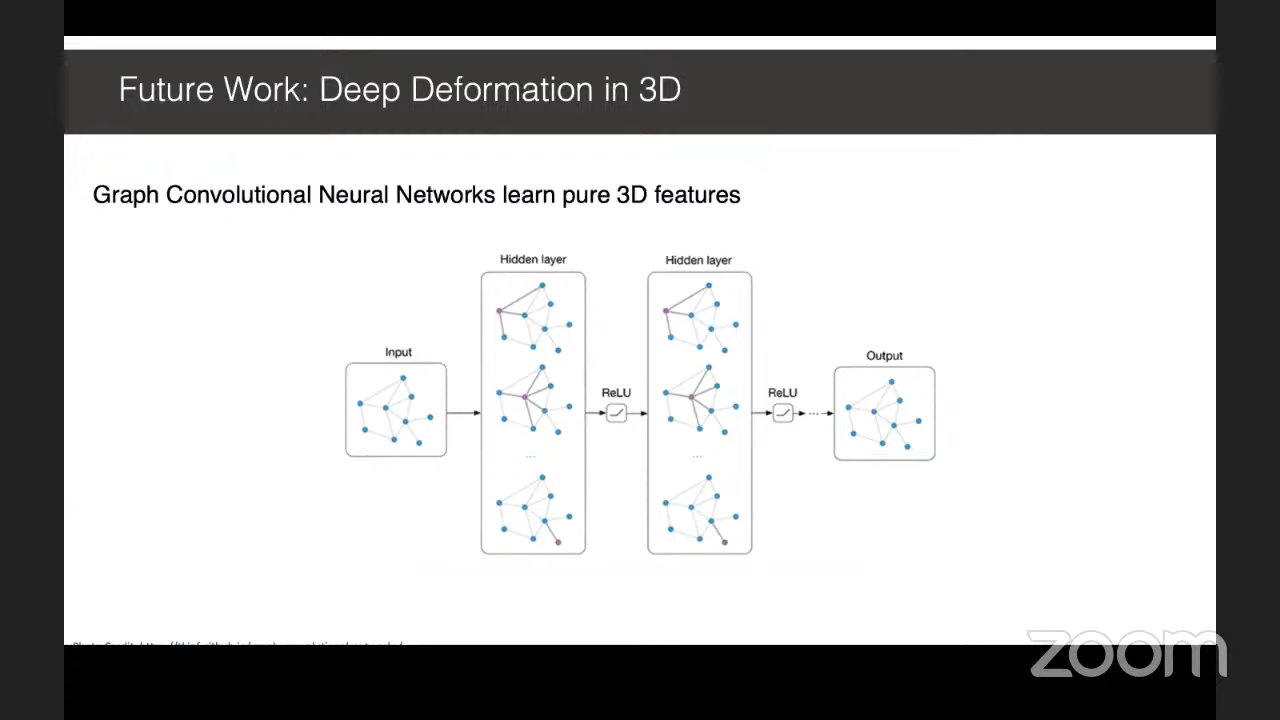 Future Work: Deep Deformation in 3D
Graph Convolutional Neural Networks learn pure 3D features
Hidden layer
Hidden layer
Input
Output
ReLU
ReLU
...
...
...
zoom